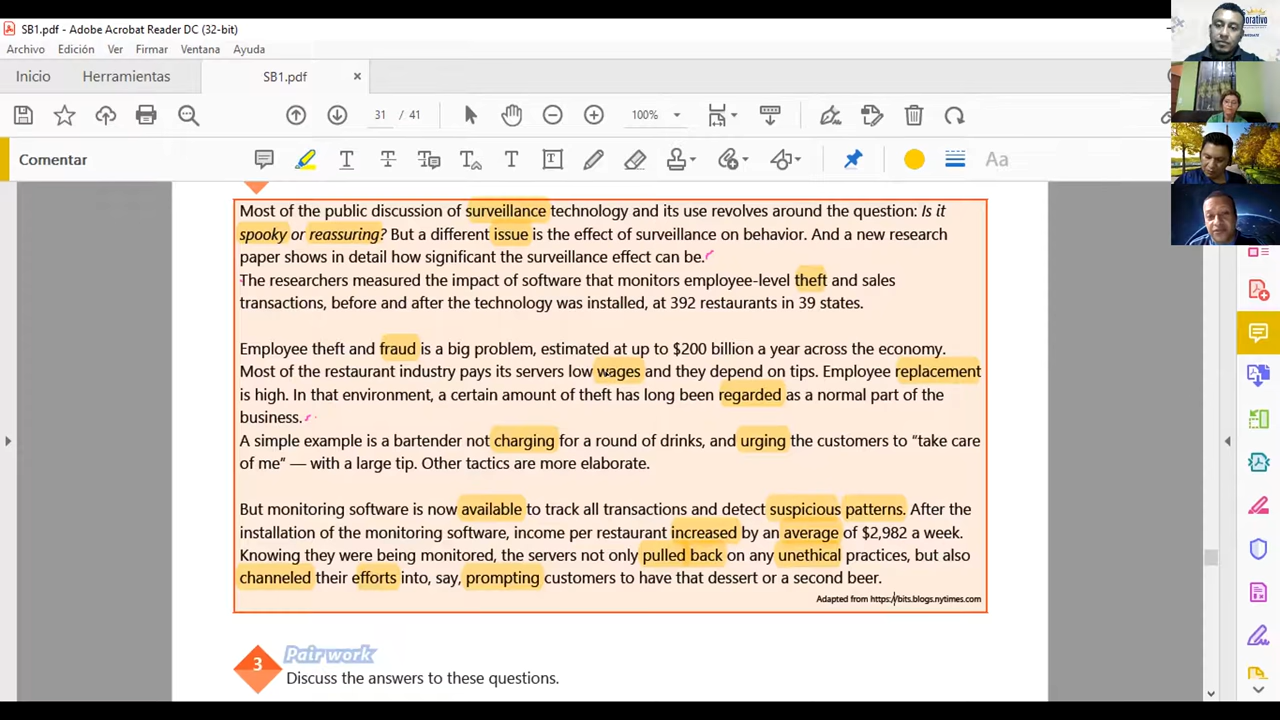 SB1.pdf - Adobe Acrobat Reader DC (32-bit)
Archivo Edición Ver Firmar Ventana Ayuda
Inicio Herramientas SB1.pdf ×
31 / 41 100%
Comentar Aa
Most of the public discussion of surveillance technology and its use revolves around the question: Is it
spooky or reassuring? But a different issue is the effect of surveillance on behavior. And a new research
paper shows in detail how significant the surveillance effect can be.
The researchers measured the impact of software that monitors employee-level theft and sales
transactions, before and after the technology was installed, at 392 restaurants in 39 states.
Employee theft and fraud is a big problem, estimated at up to $200 billion a year across the economy.
Most of the restaurant industry pays its servers low wages and they depend on tips. Employee replacement
is high. In that environment, a certain amount of theft has long been regarded as a normal part of the
business.
A simple example is a bartender not charging for a round of drinks, and urging the customers to “take care
of me” — with a large tip. Other tactics are more elaborate.
But monitoring software is now available to track all transactions and detect suspicious patterns. After the
installation of the monitoring software, income per restaurant increased by an average of $2,982 a week.
Knowing they were being monitored, the servers not only pulled back on any unethical practices, but also
channeled their efforts into, say, prompting customers to have that dessert or a second beer.
Adapted from https://bits.blogs.nytimes.com
3 Pair work
Discuss the answers to these questions.